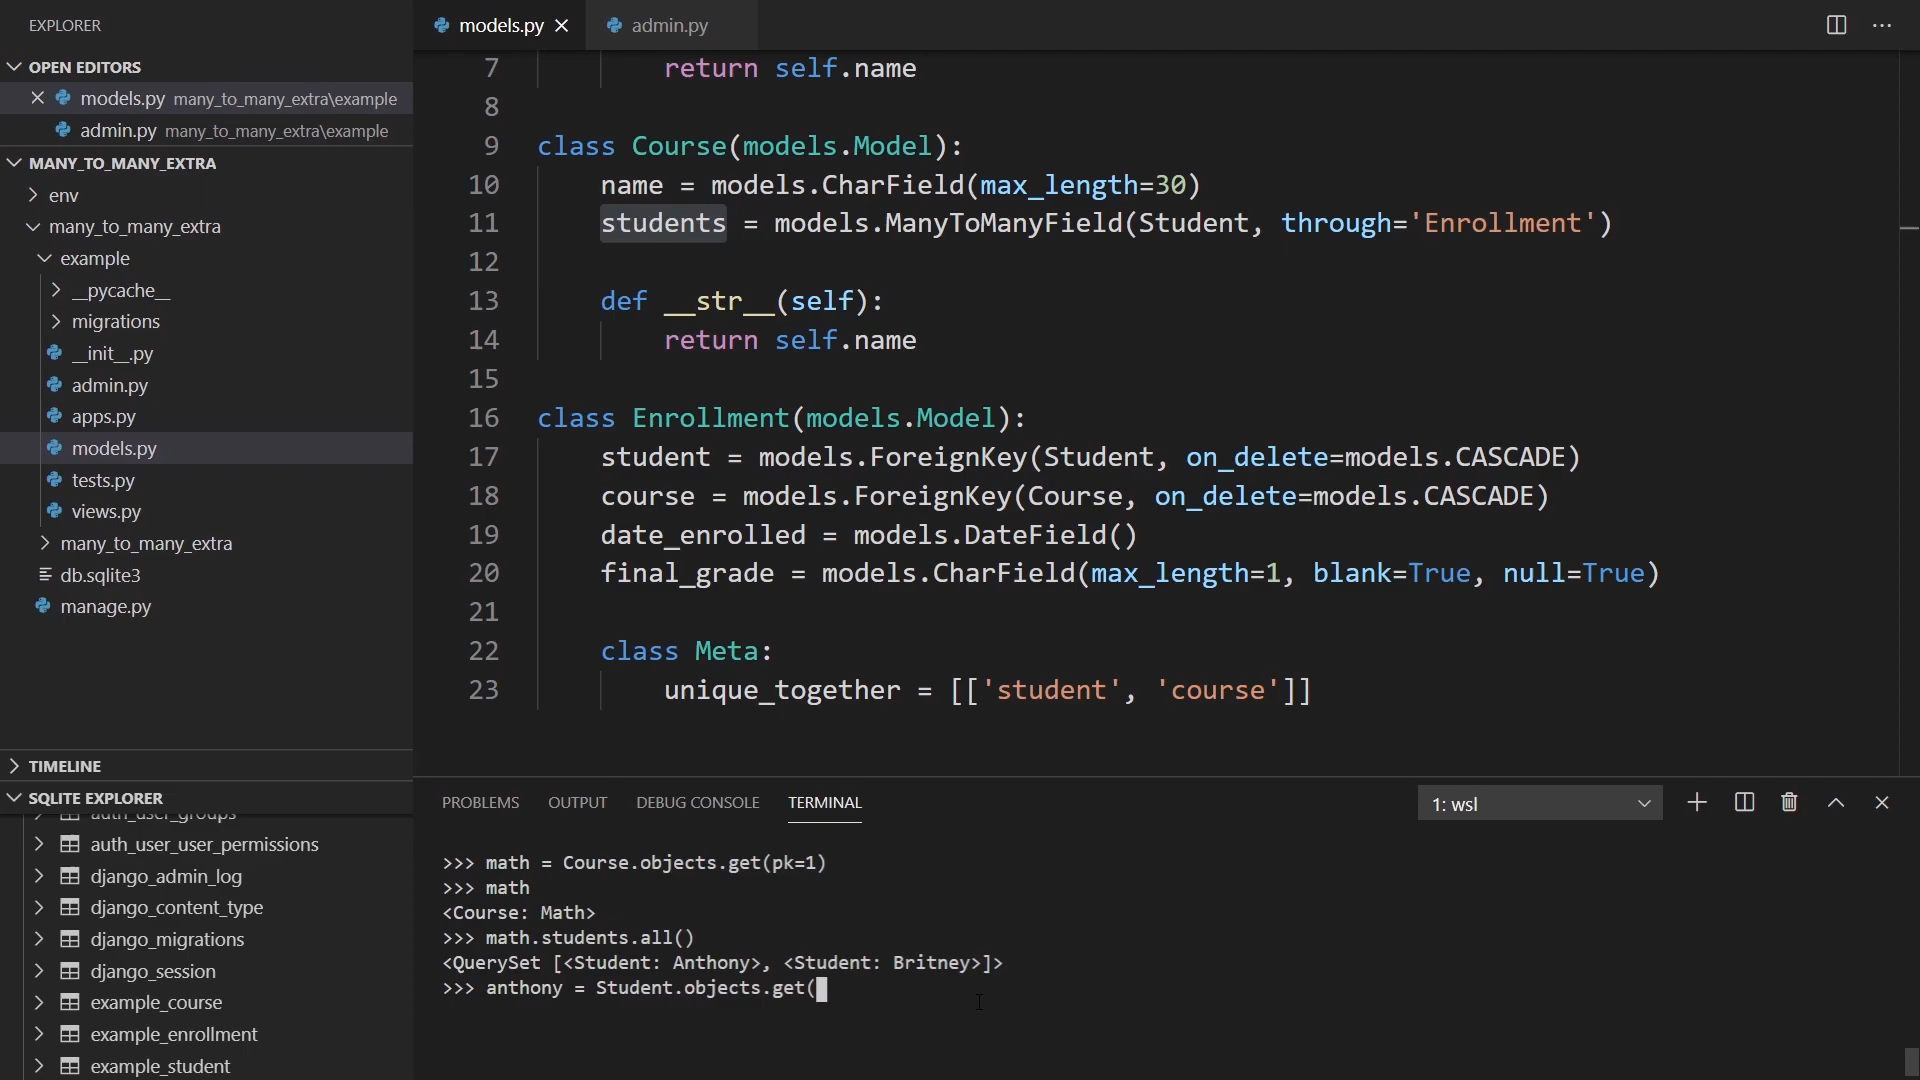 EXPLORER
OPEN EDITORS
models.py many_to_many_extra\example
admin.py many_to_many_extra\example
MANY_TO_MANY_EXTRA
env
many_to_many_extra
example
__pycache__
migrations
__init__.py
admin.py
apps.py
models.py
tests.py
views.py
many_to_many_extra
db.sqlite3
manage.py
TIMELINE
SQLITE EXPLORER
auth_user_groups
auth_user_user_permissions
django_admin_log
django_content_type
django_migrations
django_session
example_course
example_enrollment
example_student
models.py
admin.py
7 return self.name
8
9 class Course(models.Model):
10 name = models.CharField(max_length=30)
11 students = models.ManyToManyField(Student, through='Enrollment')
12
13 def __str__(self):
14 return self.name
15
16 class Enrollment(models.Model):
17 student = models.ForeignKey(Student, on_delete=models.CASCADE)
18 course = models.ForeignKey(Course, on_delete=models.CASCADE)
19 date_enrolled = models.DateField()
20 final_grade = models.CharField(max_length=1, blank=True, null=True)
21
22 class Meta:
23 unique_together = [['student', 'course']]
PROBLEMS OUTPUT DEBUG CONSOLE TERMINAL
1: wsl
>>> math = Course.objects.get(pk=1)
>>> math
<Course: Math>
>>> math.students.all()
<QuerySet [<Student: Anthony>, <Student: Britney>]>
>>> anthony = Student.objects.get(